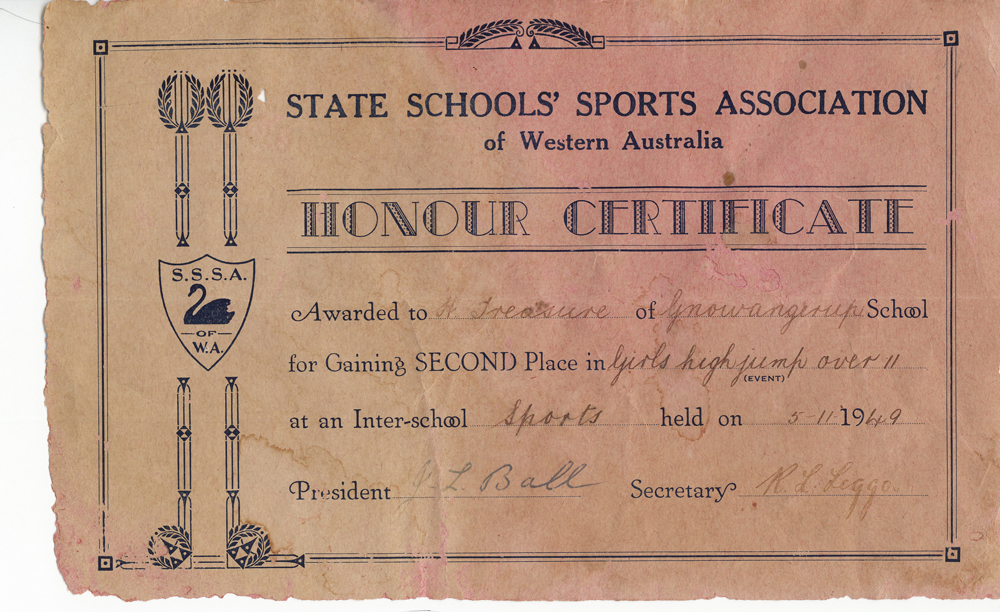 STATE SCHOOLS' SPORTS ASSOCIATION
of Western Australia
HONOUR CERTIFICATE
S.S.S.A.
OF
W.A.
Awarded to N. Treasure of Gnowangerup School
for Gaining SECOND Place in Girls high jump over 11
(EVENT)
at an Inter-school Sports held on 5-11-1949
President L. Ball Secretary R. L. Leggo